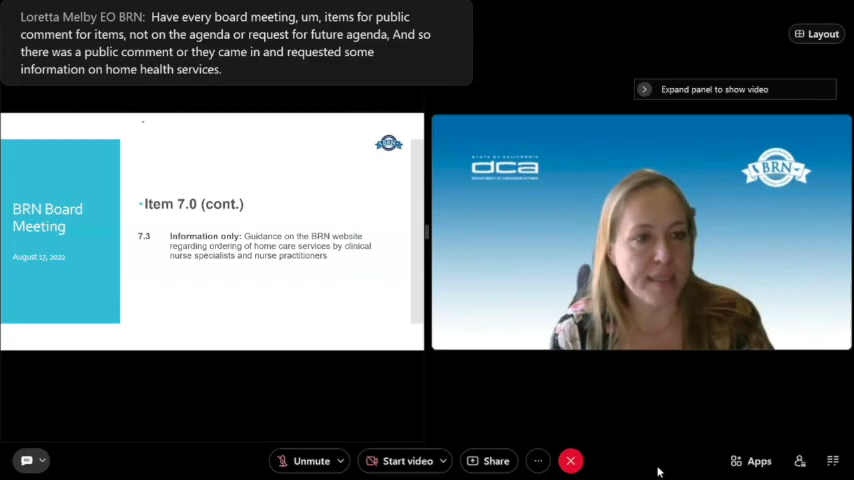 Loretta Melby EO BRN: Have every board meeting, um, items for public
comment for items, not on the agenda or request for future agenda, And so
there was a public comment or they came in and requested some
information on home health services.
Layout
Expand panel to show video
BRN
BRN Board
Meeting
August 17, 2022
Item 7.0 (cont.)
7.3 Information only: Guidance on the BRN website
regarding ordering of home care services by clinical
nurse specialists and nurse practitioners
STATE OF CALIFORNIA
dca
DEPARTMENT OF CONSUMER AFFAIRS
BRN
Unmute
Start video
Share
Apps